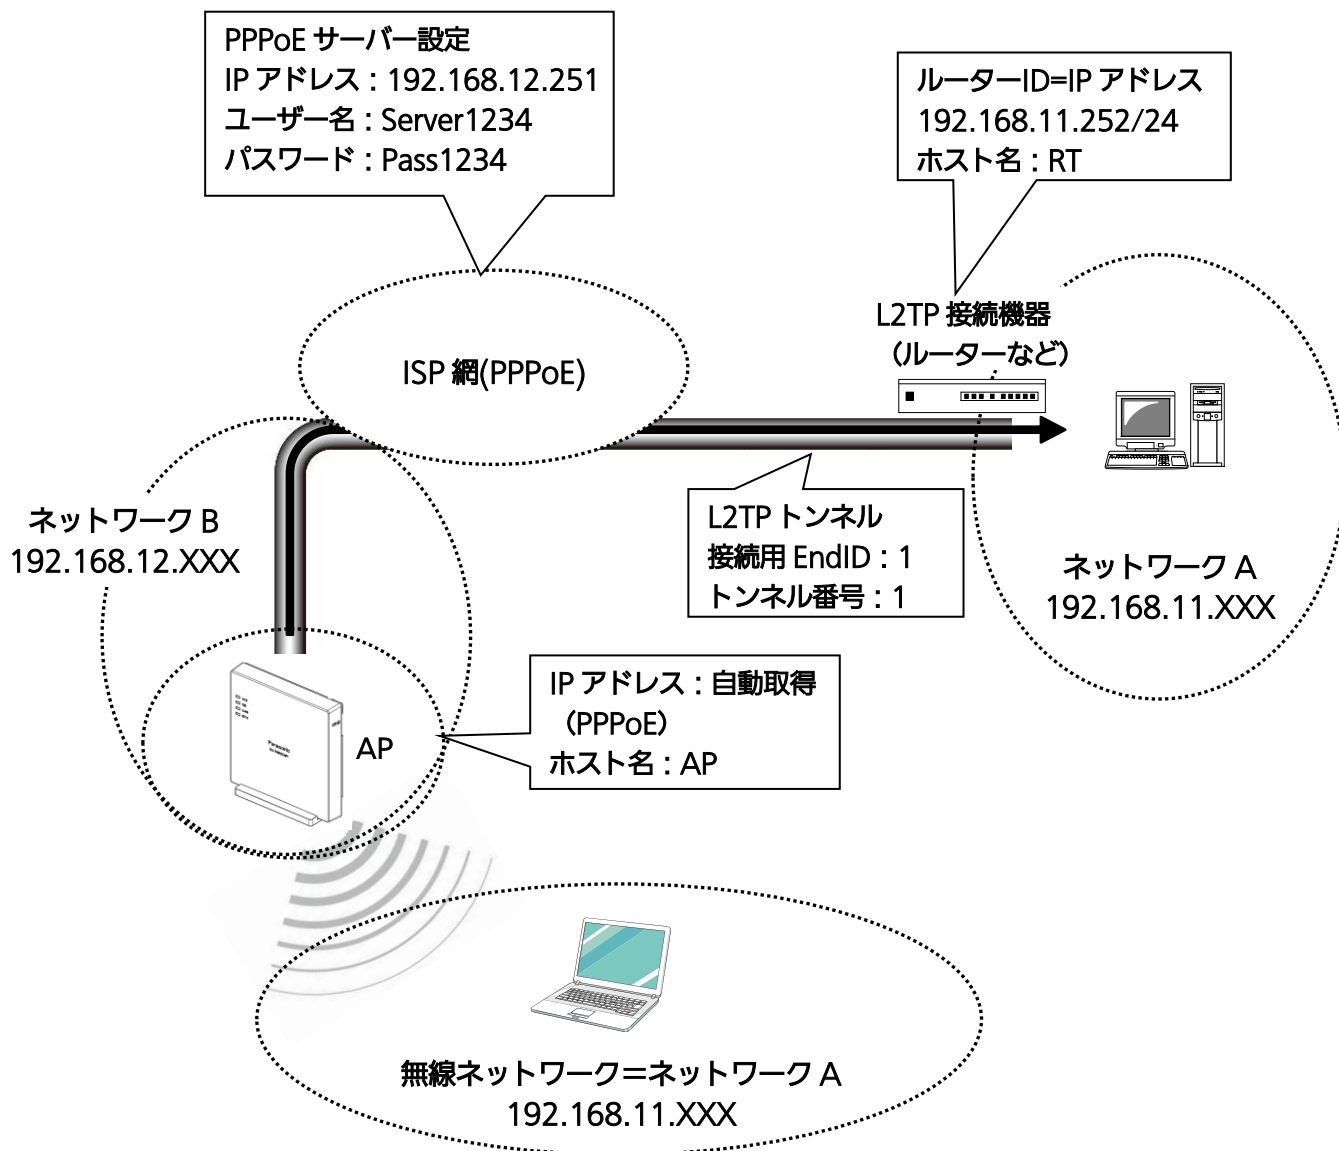 PPPoE サーバー設定
IP アドレス : 192.168.12.251
ユーザー名 : Server1234
パスワード : Pass1234
ルーターID=IP アドレス
192.168.11.252/24
ホスト名 : RT
L2TP 接続機器
（ルーターなど）
ISP 網(PPPoE)
L2TP トンネル
接続用 EndID : 1
トンネル番号 : 1
ネットワーク B
192.168.12.XXX
ネットワーク A
192.168.11.XXX
IP アドレス : 自動取得
（PPPoE）
ホスト名 : AP
Panasonic
AP
無線ネットワーク＝ネットワーク A
192.168.11.XXX